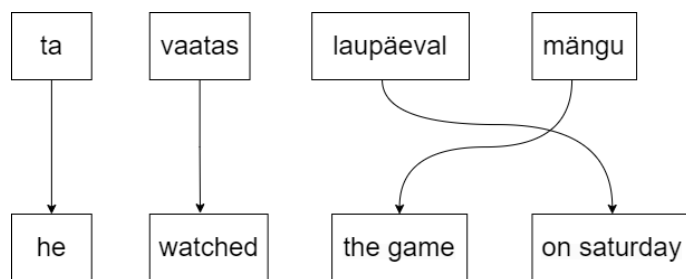 ta vaatas laupäeval mängu
he watched the game on saturday